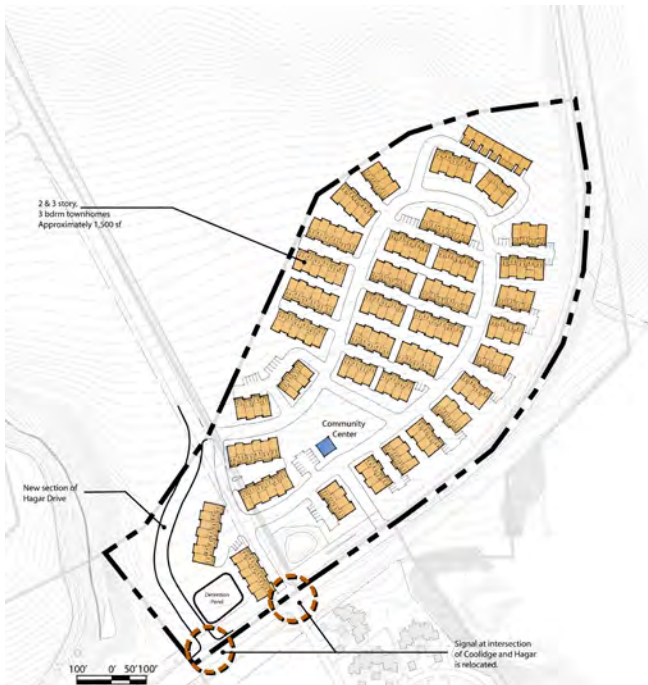 2 & 3 story,
3 bdrm townhomes
Approximately 1,500 sf
Community
Center
New section of
Hagar Drive
Detention
Pond
Signal at intersection
of Coolidge and Hagar
is relocated.
100' 0 50'100'